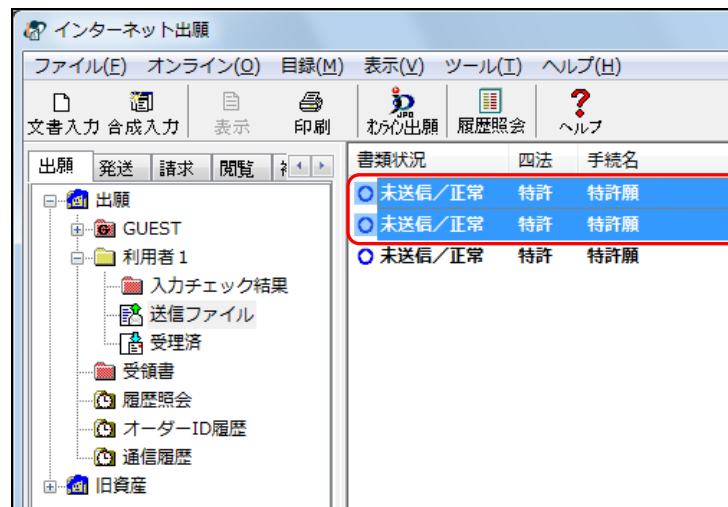 インターネット出願
ファイル(F) オンライン(O) 目録(M) 表示(V) ツール(T) ヘルプ(H)
文書入力 合成入力 表示 印刷 オンライン出願 履歴照会 ヘルプ
出願 発送 請求 閲覧
書類状況 四法 手続名
未送信／正常 特許 特許願
未送信／正常 特許 特許願
未送信／正常 特許 特許願
出願
GUEST
利用者1
入力チェック結果
送信ファイル
受理済
受領書
履歴照会
オーダーID履歴
通信履歴
旧資産